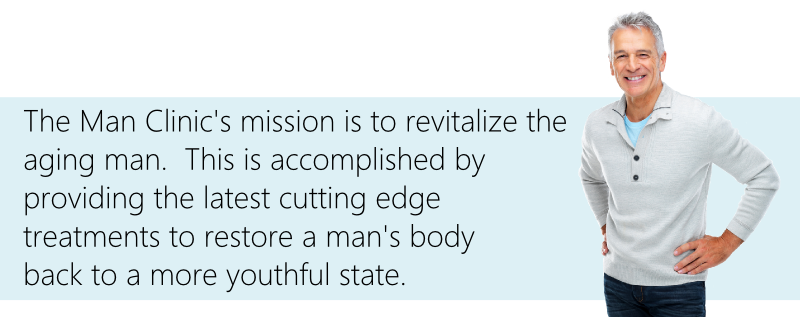 The Man Clinic's mission is to revitalize the
aging man.  This is accomplished by
providing the latest cutting edge
treatments to restore a man's body
back to a more youthful state.